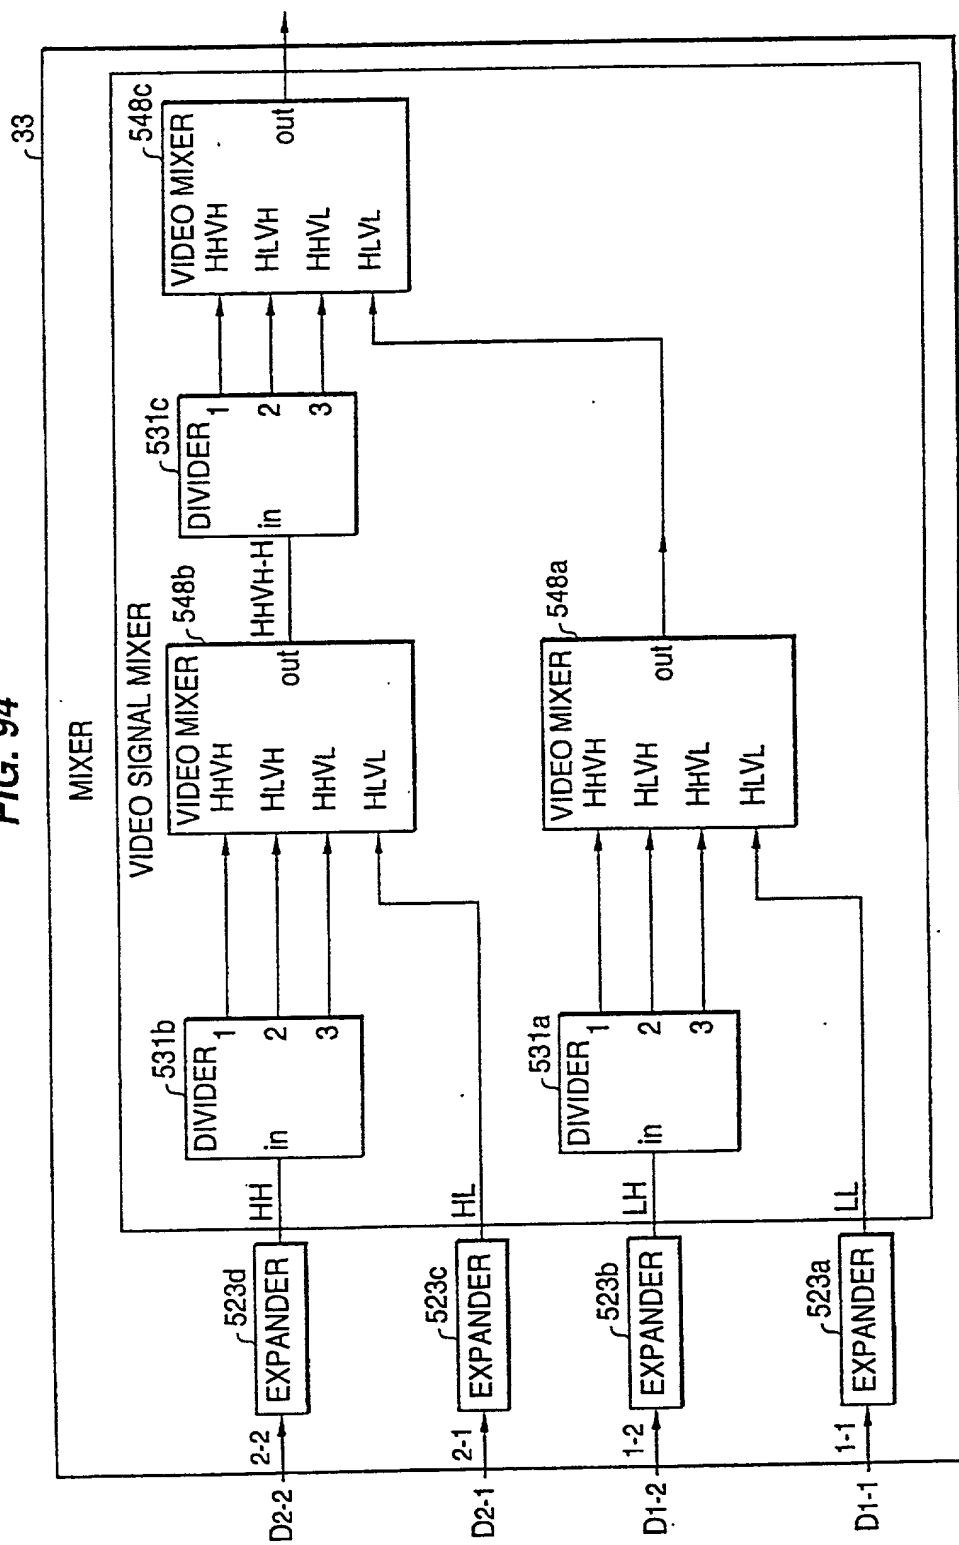 FIG. 94
33
MIXER
VIDEO SIGNAL MIXER
D2-2
2-2
EXPANDER
523d
HH
DIVIDER
531b
in
1
2
3
VIDEO MIXER
548b
HHVH
HLVH
HHVL
HLVL
out
HHVH-H
DIVIDER
531c
in
1
2
3
VIDEO MIXER
548c
HHVH
HLVH
HHVL
HLVL
out
D2-1
2-1
EXPANDER
523c
HL
D1-2
1-2
EXPANDER
523b
LH
DIVIDER
531a
in
1
2
3
VIDEO MIXER
548a
HHVH
HLVH
HHVL
HLVL
out
D1-1
1-1
EXPANDER
523a
LL